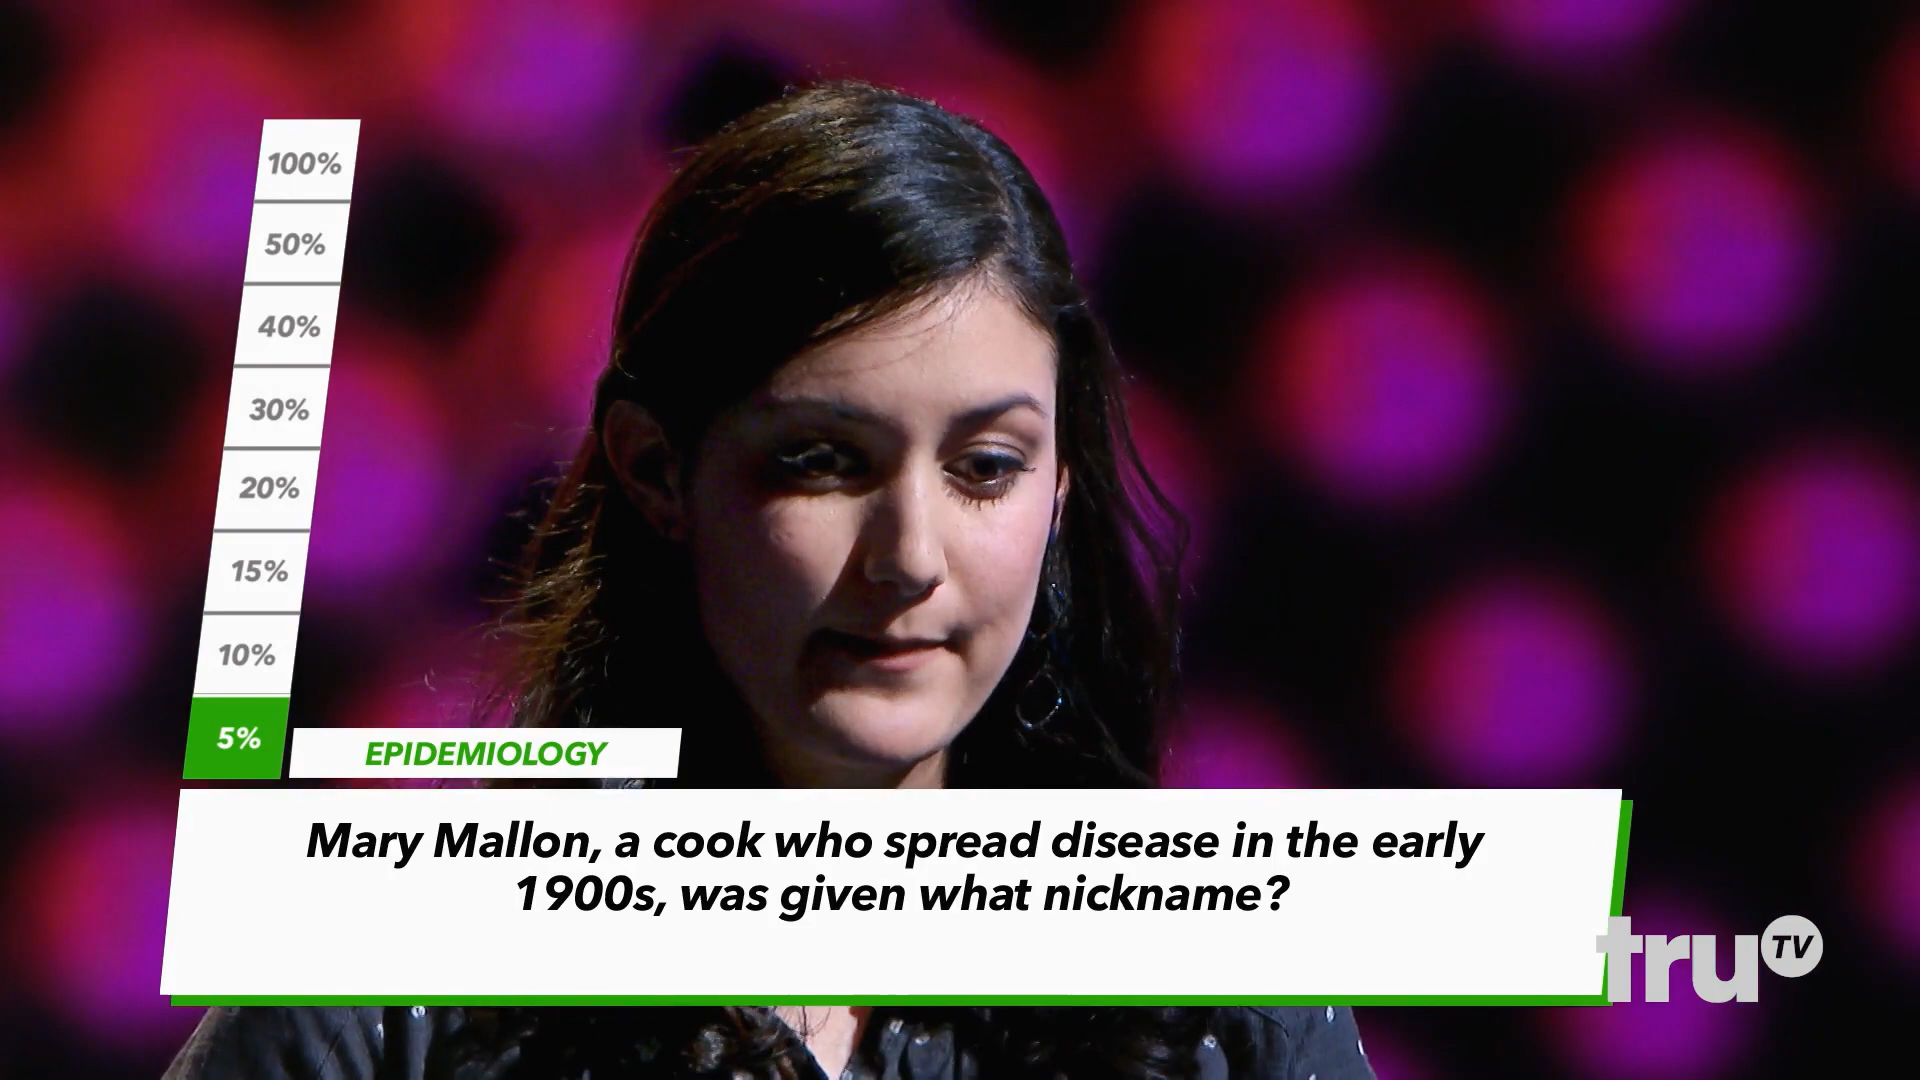 100%
50%
40%
30%
20%
15%
10%
5%
EPIDEMIOLOGY
Mary Mallon, a cook who spread disease in the early
1900s, was given what nickname?
truTV